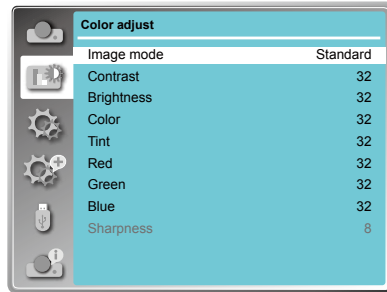 Color adjust
Image mode Standard
Contrast 32
Brightness 32
Color 32
Tint 32
Red 32
Green 32
Blue 32
Sharpness 8